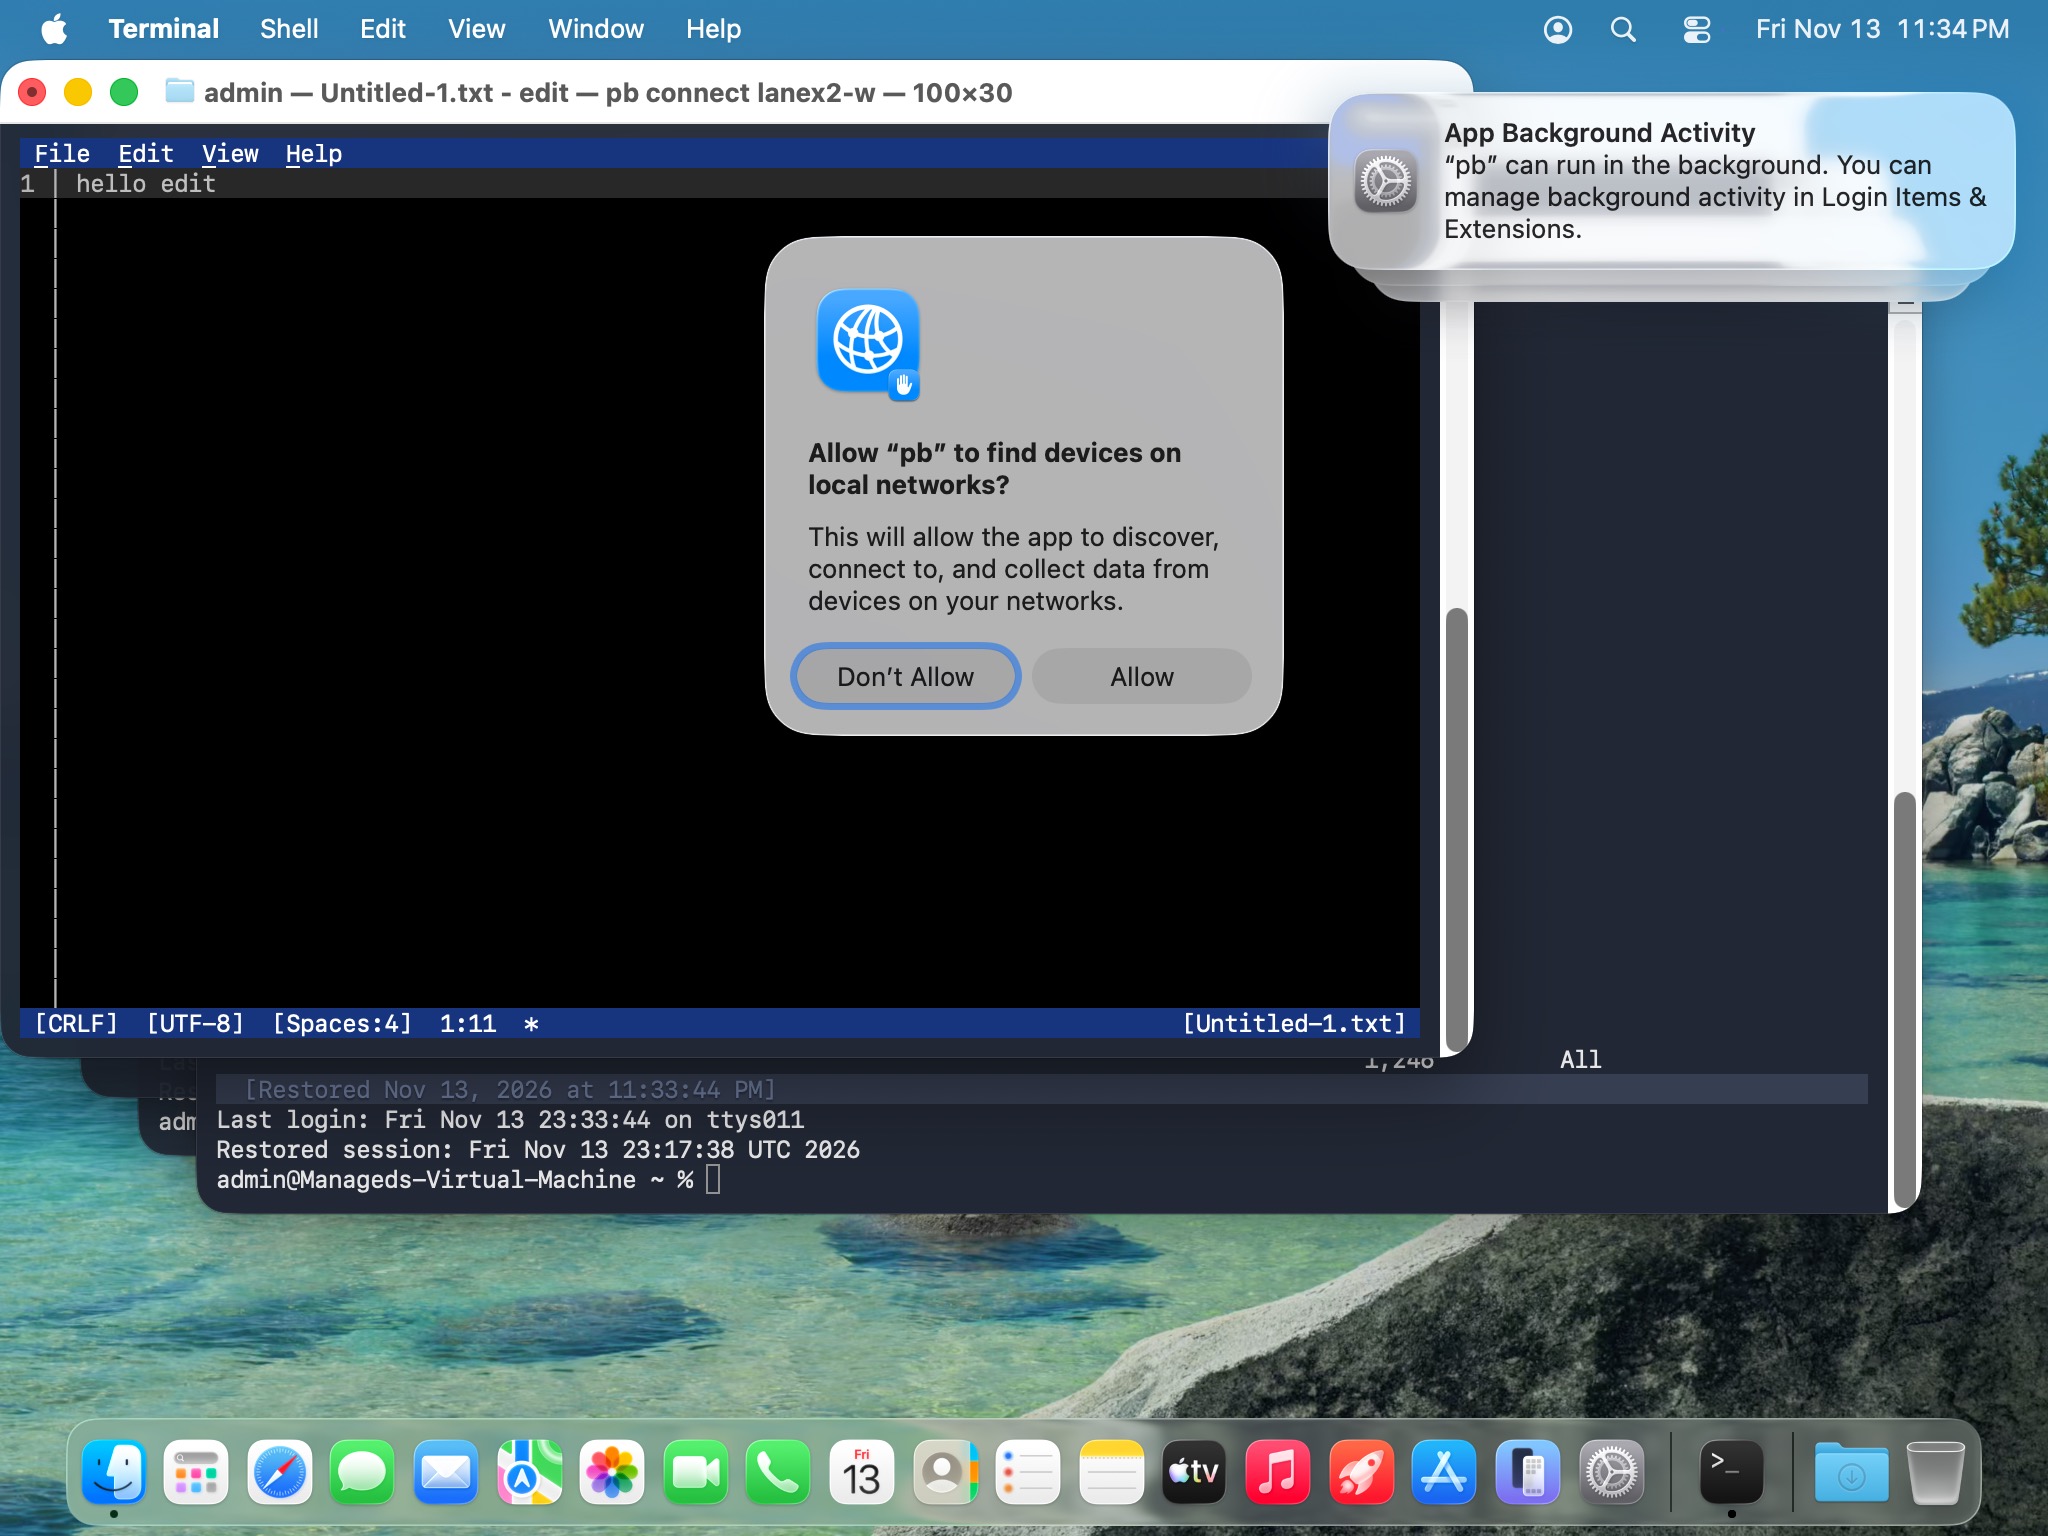 Terminal Shell Edit View Window Help Fri Nov 13 11:34 PM
admin — Untitled-1.txt - edit — pb connect lanex2-w — 100×30
File Edit View Help
1 hello edit
App Background Activity
“pb” can run in the background. You can
manage background activity in Login Items &
Extensions.
Allow “pb” to find devices on
local networks?
This will allow the app to discover,
connect to, and collect data from
devices on your networks.
Don’t Allow Allow
[CRLF] [UTF-8] [Spaces:4] 1:11 * [Untitled-1.txt]
1,246 All
[Restored Nov 13, 2026 at 11:33:44 PM]
adm
Last login: Fri Nov 13 23:33:44 on ttys011
Restored session: Fri Nov 13 23:17:38 UTC 2026
admin@Manageds-Virtual-Machine ~ %
Fri
13
tv
>_